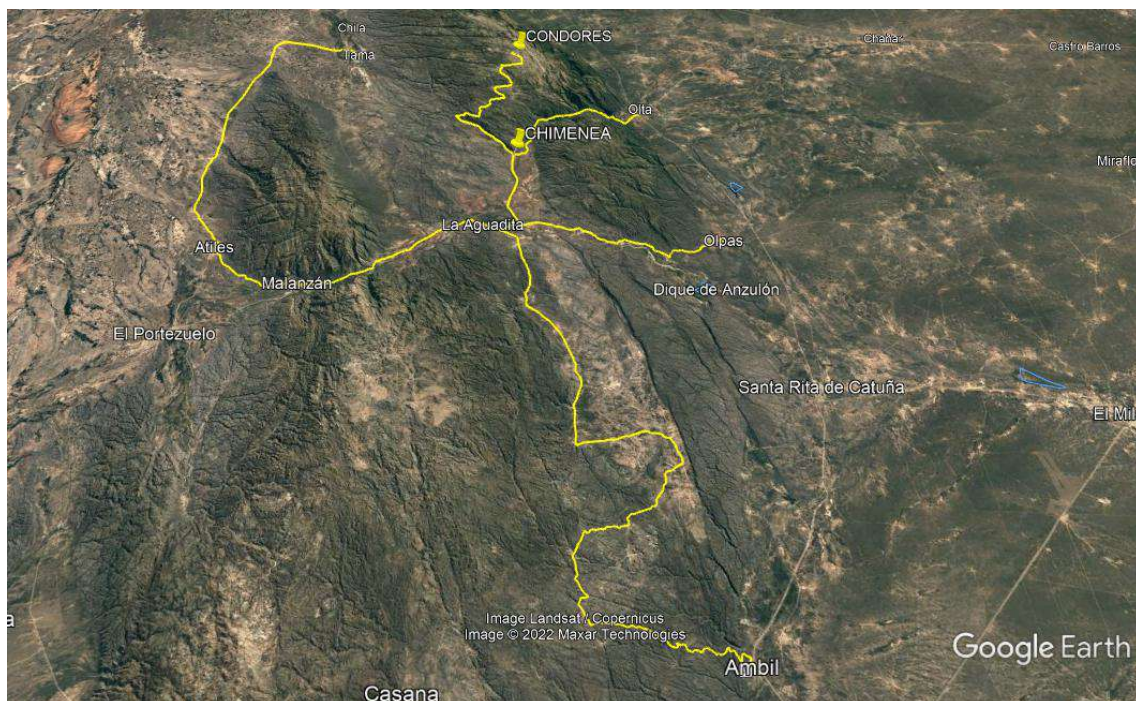 Chila
Tama
CONDORES
Chañar
Castro Barros
Olta
CHIMENEA
Miraflo
La Aguadita
Olpas
Atiles
Malanzán
Dique de Anzulón
El Portezuelo
Santa Rita de Catuña
El Mil
a
Image Landsat / Copernicus
Image © 2022 Maxar Technologies
Google Earth
Ambil
Casana